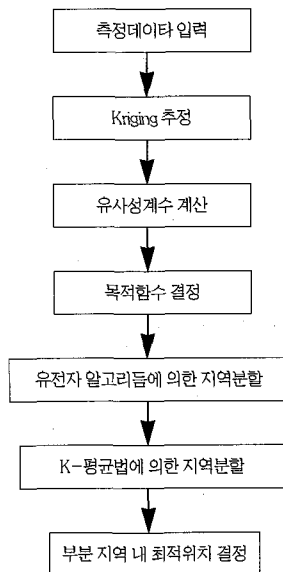 측정데이타 입력
Kriging 추정
유사성계수 계산
목적함수 결정
유전자 알고리듬에 의한 지역분할
K-평균법에 의한 지역분할
부분 지역 내 최적위치 결정